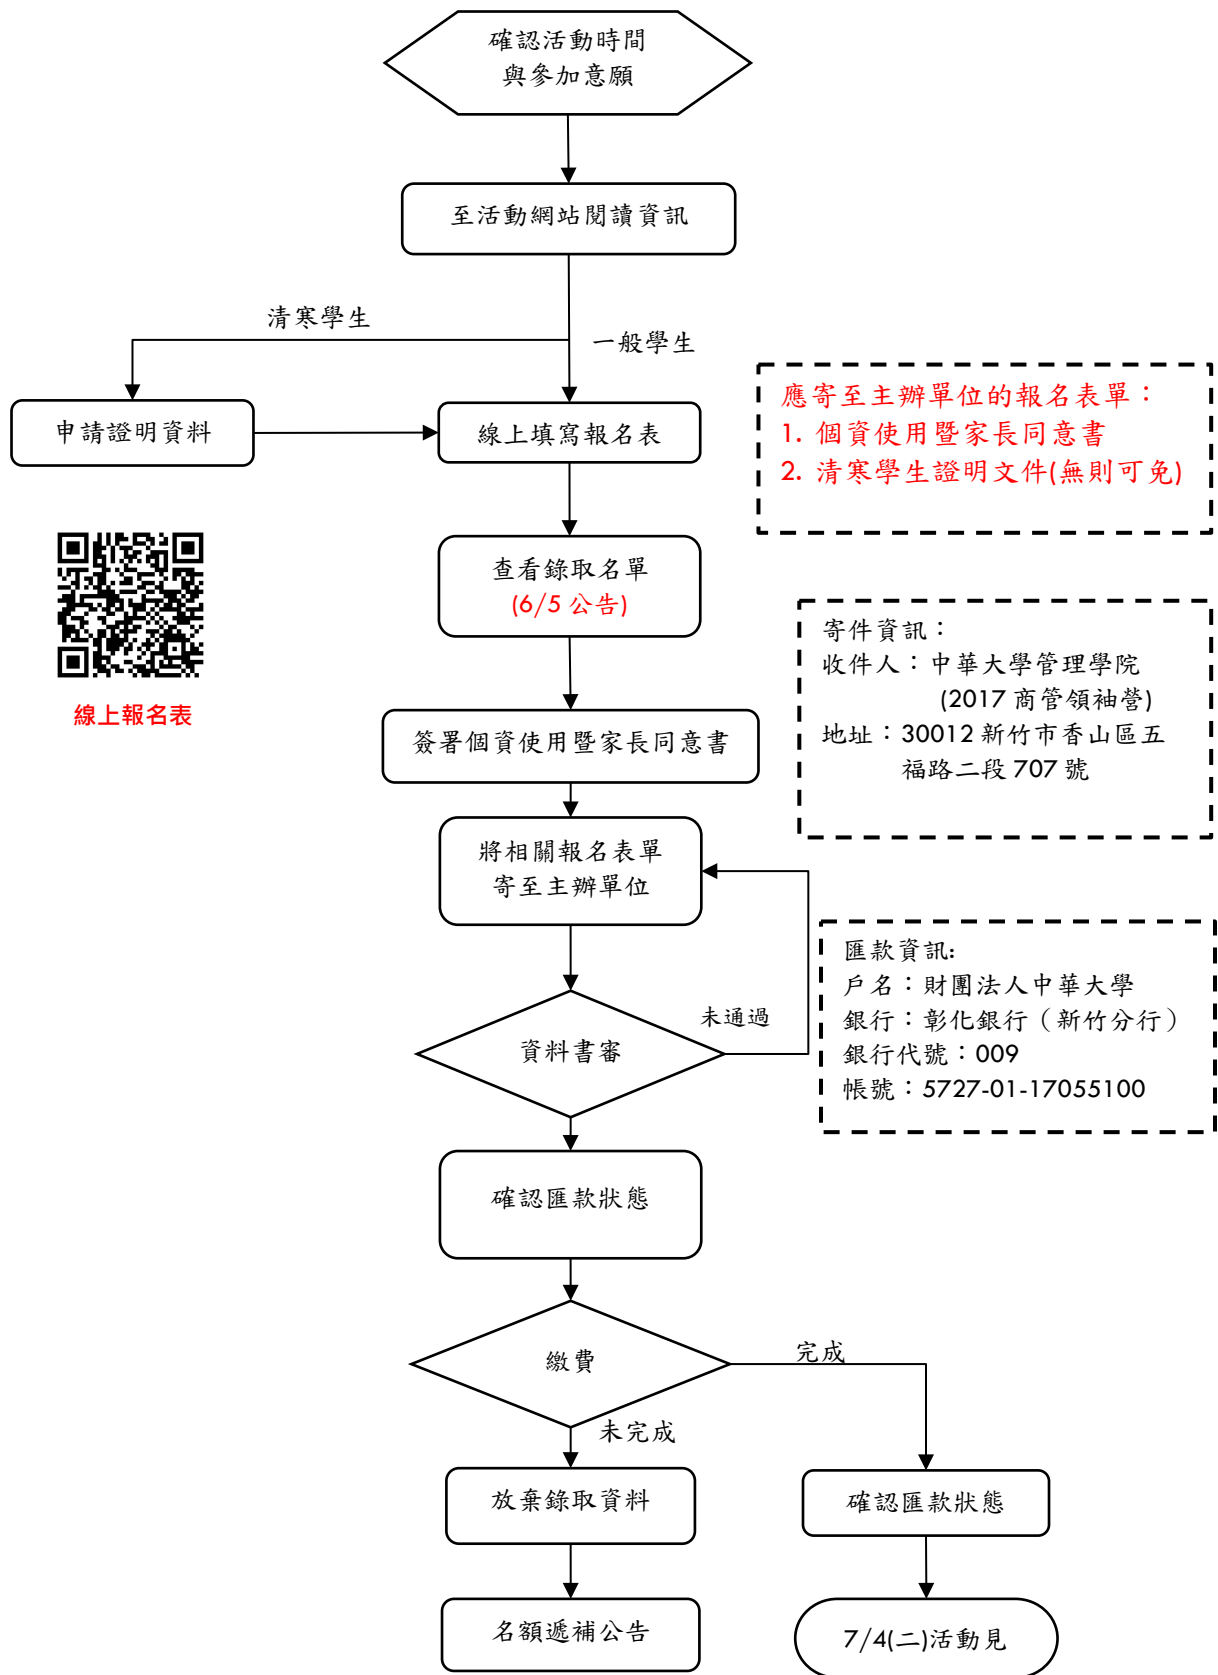 確認活動時間
與參加意願
至活動網站閱讀資訊
清寒學生
一般學生
申請證明資料
線上填寫報名表
應寄至主辦單位的報名表單：
1. 個資使用暨家長同意書
2. 清寒學生證明文件(無則可免)
線上報名表
查看錄取名單
(6/5 公告)
寄件資訊：
收件人：中華大學管理學院
(2017 商管領袖營)
地址：30012 新竹市香山區五
福路二段 707 號
簽署個資使用暨家長同意書
將相關報名表單
寄至主辦單位
匯款資訊:
戶名：財團法人中華大學
銀行：彰化銀行（新竹分行）
銀行代號：009
帳號：5727-01-17055100
未通過
資料書審
確認匯款狀態
繳費
完成
未完成
放棄錄取資料
確認匯款狀態
名額遞補公告
7/4(二)活動見